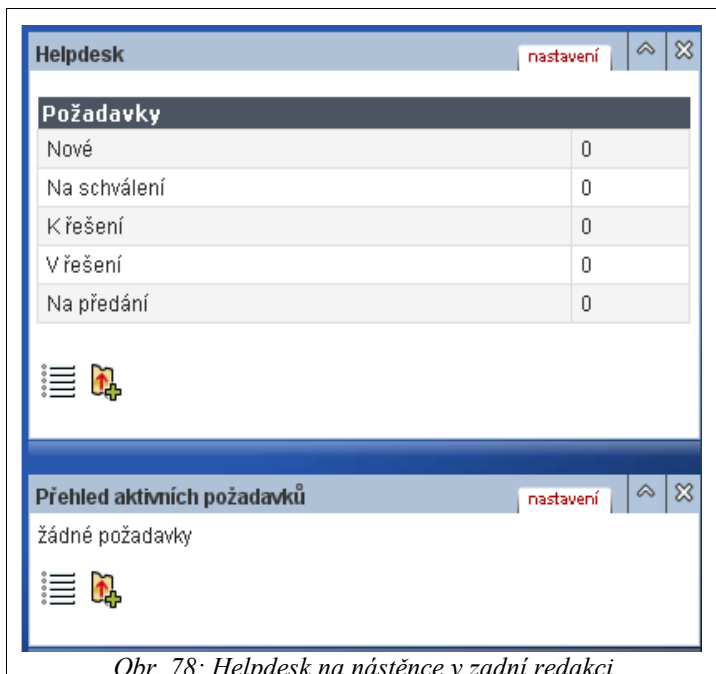 Helpdesk nastavení
Požadavky
Nové 0
Na schválení 0
K řešení 0
V řešení 0
Na předání 0
Přehled aktivních požadavků nastavení
žádné požadavky
Obr. 78: Helpdesk na nástěnce v zadní redakci